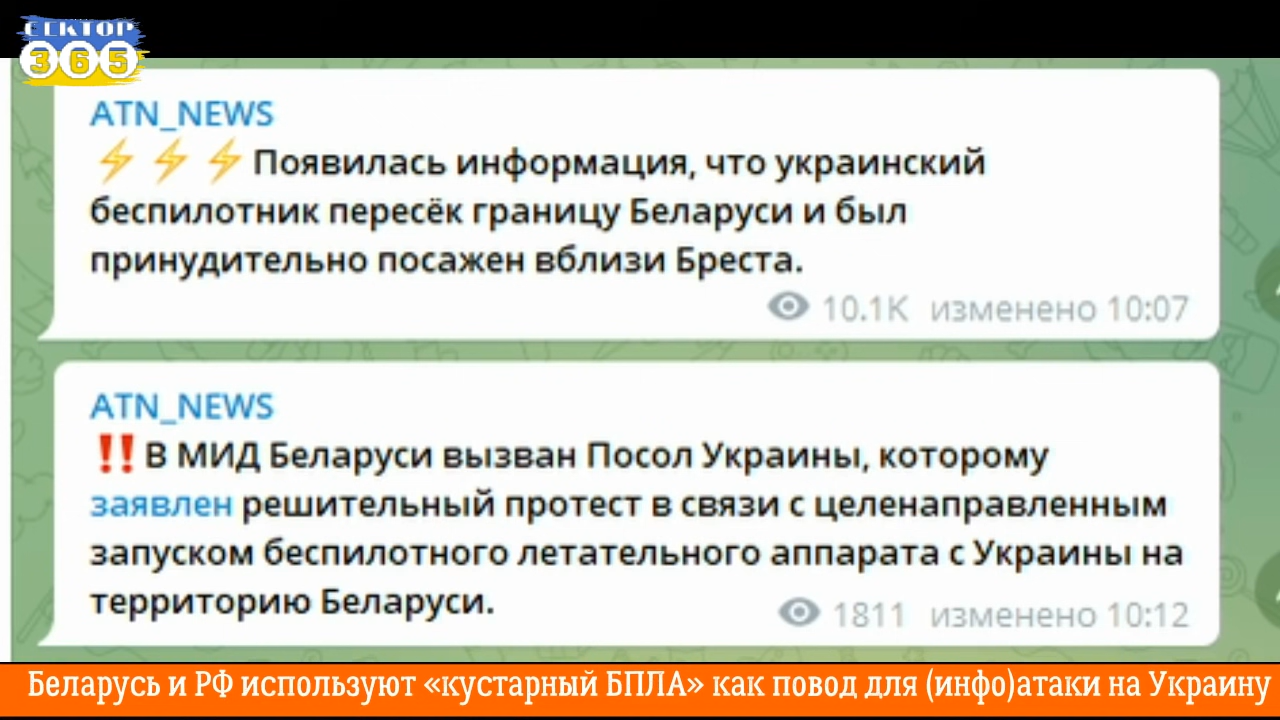 СЕКТОР
365
ATN_NEWS
⚡⚡⚡Появилась информация, что украинский
беспилотник пересёк границу Беларуси и был
принудительно посажен вблизи Бреста.
10.1K изменено 10:07
ATN_NEWS
‼️В МИД Беларуси вызван Посол Украины, которому
заявлен решительный протест в связи с целенаправленным
запуском беспилотного летательного аппарата с Украины на
территорию Беларуси.
1811 изменено 10:12
Беларусь и РФ используют «кустарный БПЛА» как повод для (инфо)атаки на Украину